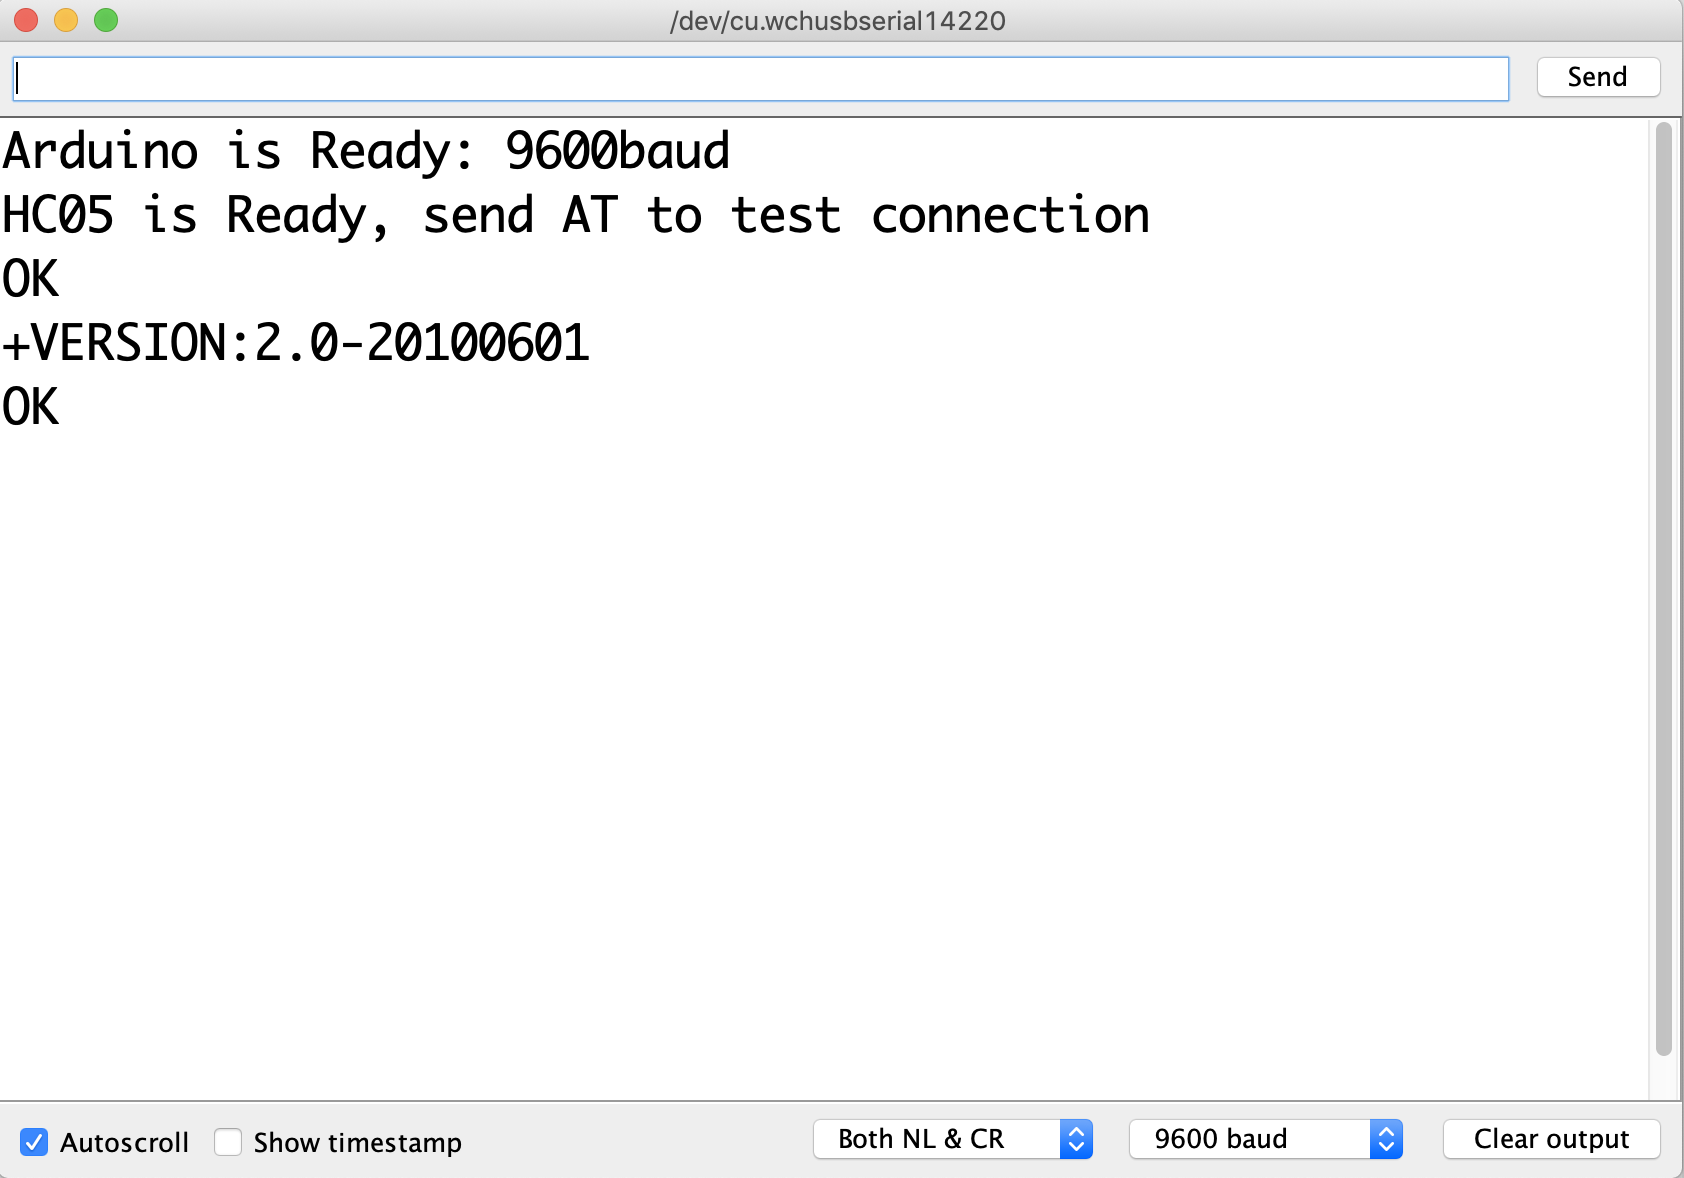 /dev/cu.wchusbserial14220
Send
Arduino is Ready: 9600baud
HC05 is Ready, send AT to test connection
OK
+VERSION:2.0-20100601
OK
Autoscroll Show timestamp Both NL & CR 9600 baud Clear output